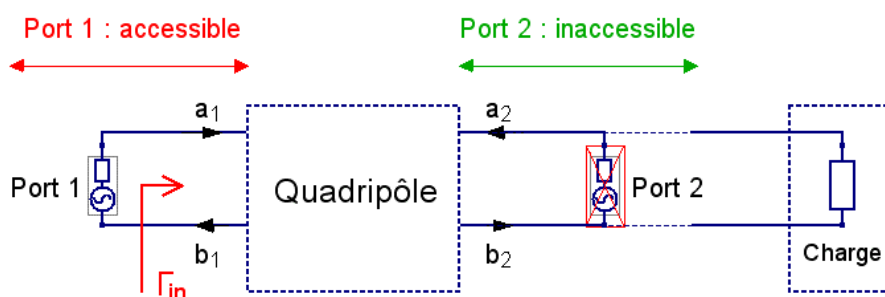 Port 1 : accessible
Port 2 : inaccessible
a1
a2
Port 1
Quadripôle
Port 2
b1
b2
Charge
Γin